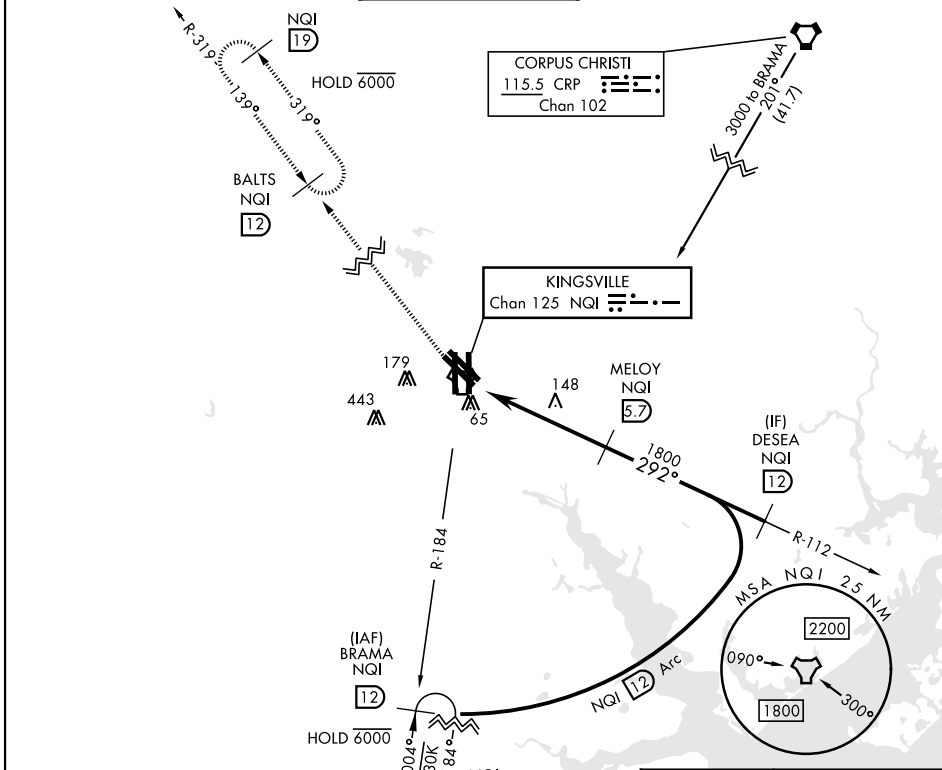 NQI
19
R-319
HOLD 6000
139°
319°
BALTS
NQI
12
CORPUS CHRISTI
115.5 CRP
Chan 102
3000 to BRAMA
201°
(41.7)
KINGSVILLE
Chan 125 NQI
179
443
65
148
MELOY
NQI
5.7
1800
292°
(IF)
DESEA
NQI
12
R-112
R-184
(IAF)
BRAMA
NQI
12
HOLD 6000
004°
84°
NQI 12 Arc
MSA NQI 25 NM
2200
090°
1800
300°